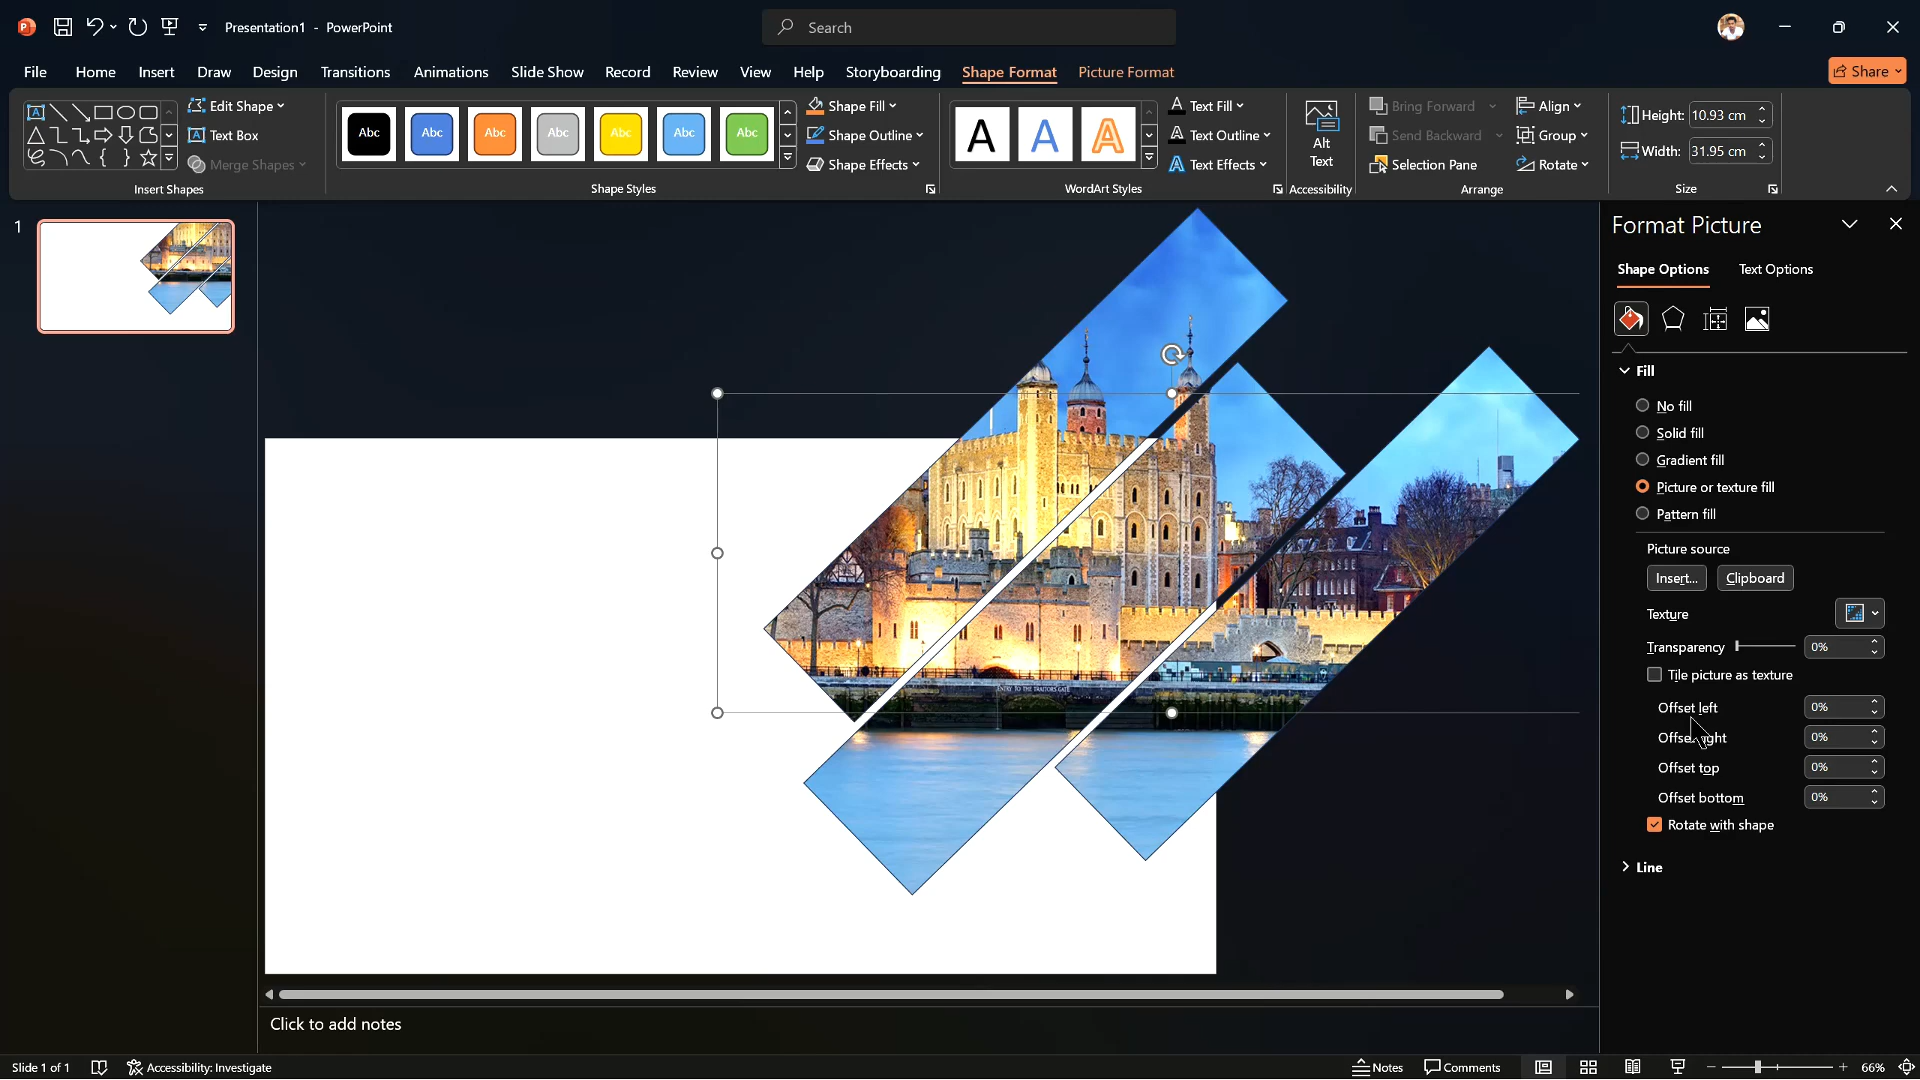 Presentation1 - PowerPoint
Search
File Home Insert Draw Design Transitions Animations Slide Show Record Review View Help Storyboarding Shape Format Picture Format
Share
Edit Shape
Text Box
Merge Shapes
Insert Shapes
Abc Abc Abc Abc Abc Abc Abc
Shape Fill
Shape Outline
Shape Effects
Shape Styles
A A A
Text Fill
Text Outline
Text Effects
WordArt Styles
Alt
Text
Accessibility
Bring Forward
Send Backward
Selection Pane
Align
Group
Rotate
Arrange
Height: 10.93 cm
Width: 31.95 cm
Size
1
ENTRY TO THE TRAITORS GATE
Format Picture
Shape Options Text Options
Fill
No fill
Solid fill
Gradient fill
Picture or texture fill
Pattern fill
Picture source
Insert... Clipboard
Texture
Transparency 0%
Tile picture as texture
Offset left 0%
Offset right 0%
Offset top 0%
Offset bottom 0%
Rotate with shape
Line
Click to add notes
Slide 1 of 1 Accessibility: Investigate Notes Comments 66%